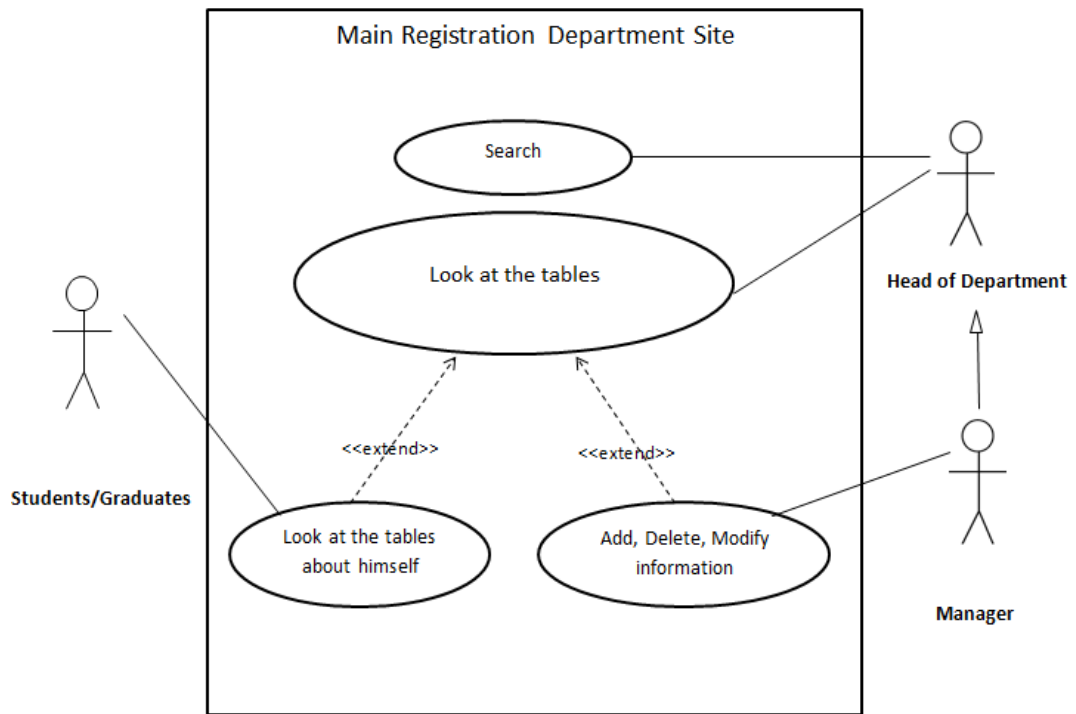 Main Registration Department Site
Search
Look at the tables
Head of Department
<<extend>>
<<extend>>
Students/Graduates
Look at the tables
about himself
Add, Delete, Modify
information
Manager